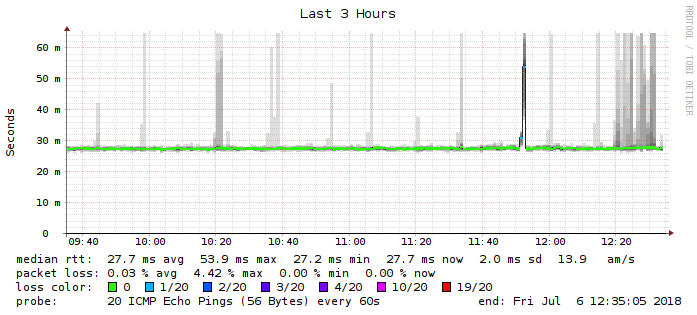 Last 3 Hours
RRDTOOL / TOBI OETIKER
Seconds
60 m
50 m
40 m
30 m
20 m
10 m
0
09:40 10:00 10:20 10:40 11:00 11:20 11:40 12:00 12:20
median rtt: 27.7 ms avg 53.9 ms max 27.2 ms min 27.7 ms now 2.0 ms sd 13.9 am/s
packet loss: 0.03 % avg 4.42 % max 0.00 % min 0.00 % now
loss color: 0 1/20 2/20 3/20 4/20 10/20 19/20
probe: 20 ICMP Echo Pings (56 Bytes) every 60s end: Fri Jul 6 12:35:05 2018